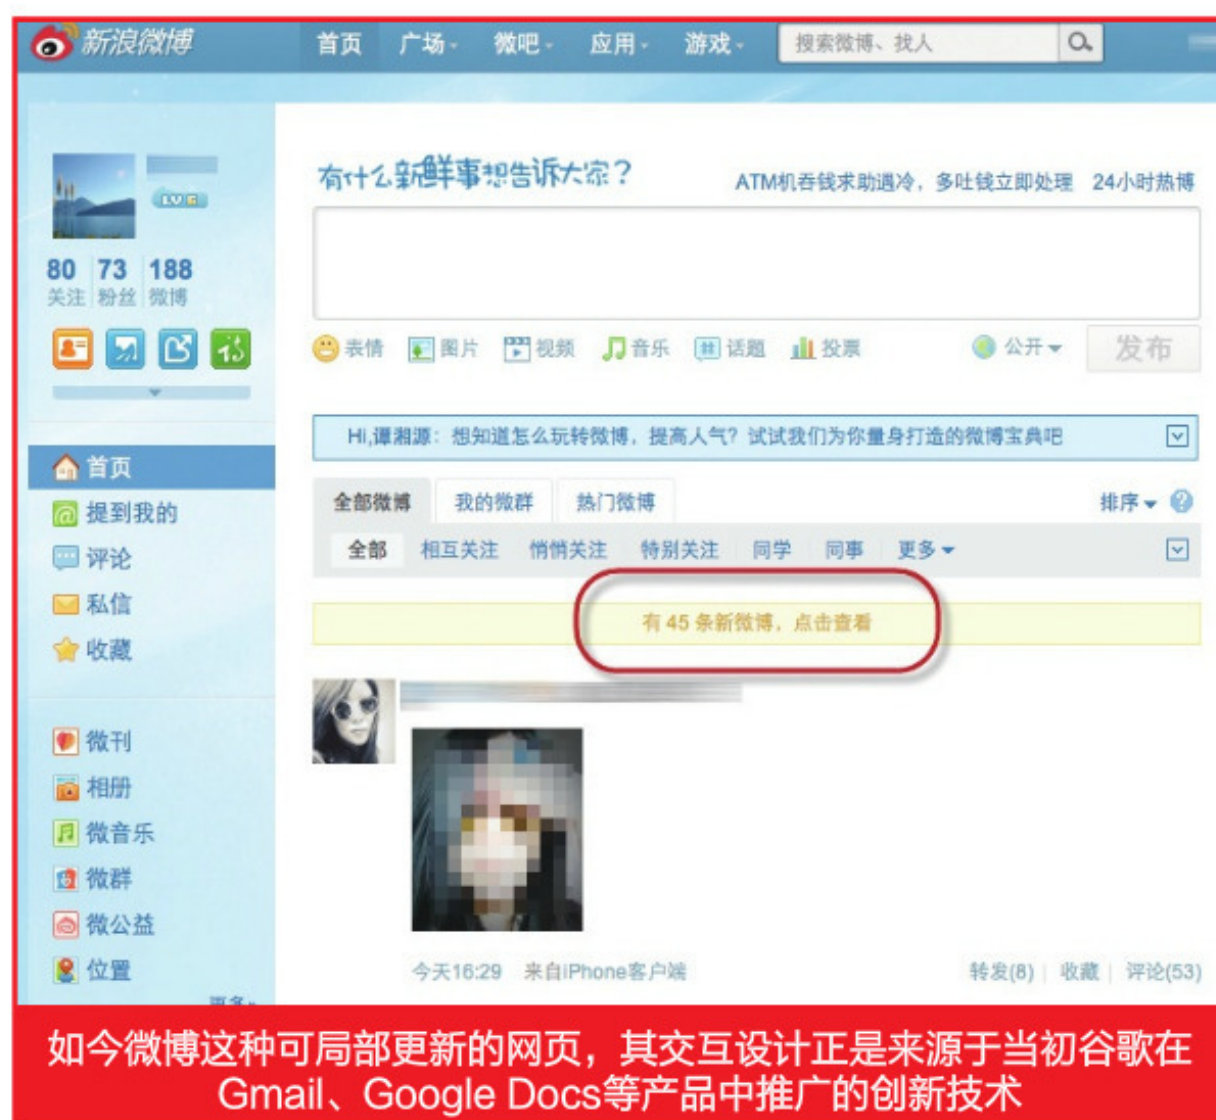 新浪微博
首页 广场 微吧 应用 游戏 搜索微博、找人
有什么新鲜事想告诉大家？
ATM机吞钱求助遇冷，多吐钱立即处理 24小时热博
80 73 188
关注 粉丝 微博
表情 图片 视频 音乐 话题 投票 公开 发布
Hi,谭湘源：想知道怎么玩转微博，提高人气？试试我们为你量身打造的微博宝典吧
首页
提到我的
评论
私信
收藏
微刊
相册
微音乐
微群
微公益
位置
更多
全部微博 我的微群 热门微博 排序
全部 相互关注 悄悄关注 特别关注 同学 同事 更多
有 45 条新微博，点击查看
今天16:29 来自iPhone客户端 转发(8) 收藏 评论(53)
如今微博这种可局部更新的网页，其交互设计正是来源于当初谷歌在
Gmail、Google Docs等产品中推广的创新技术